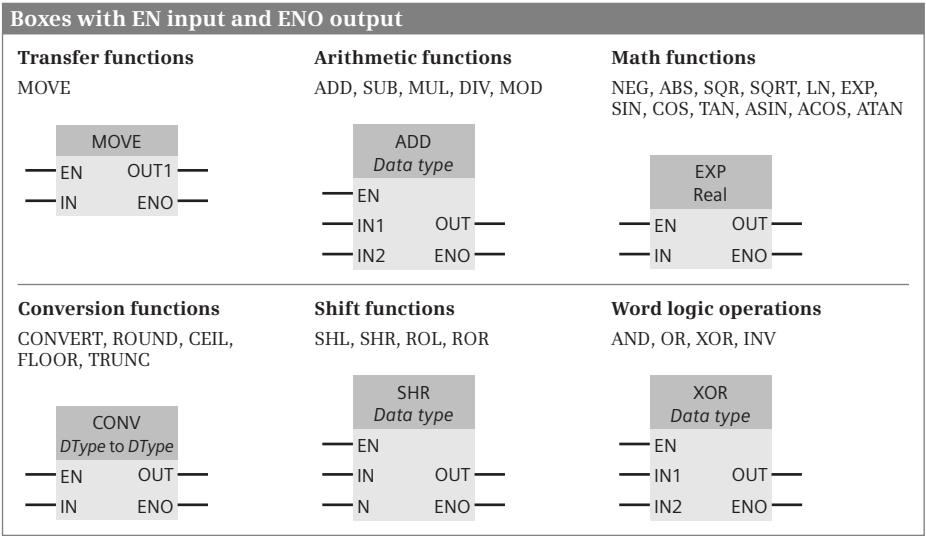 Boxes with EN input and ENO output
Transfer functions
MOVE
MOVE
EN OUT1
IN ENO
Arithmetic functions
ADD, SUB, MUL, DIV, MOD
ADD
Data type
EN
IN1 OUT
IN2 ENO
Math functions
NEG, ABS, SQR, SQRT, LN, EXP,
SIN, COS, TAN, ASIN, ACOS, ATAN
EXP
Real
EN OUT
IN ENO
Conversion functions
CONVERT, ROUND, CEIL,
FLOOR, TRUNC
CONV
DType to DType
EN OUT
IN ENO
Shift functions
SHL, SHR, ROL, ROR
SHR
Data type
EN
IN OUT
N ENO
Word logic operations
AND, OR, XOR, INV
XOR
Data type
EN
IN1 OUT
IN2 ENO